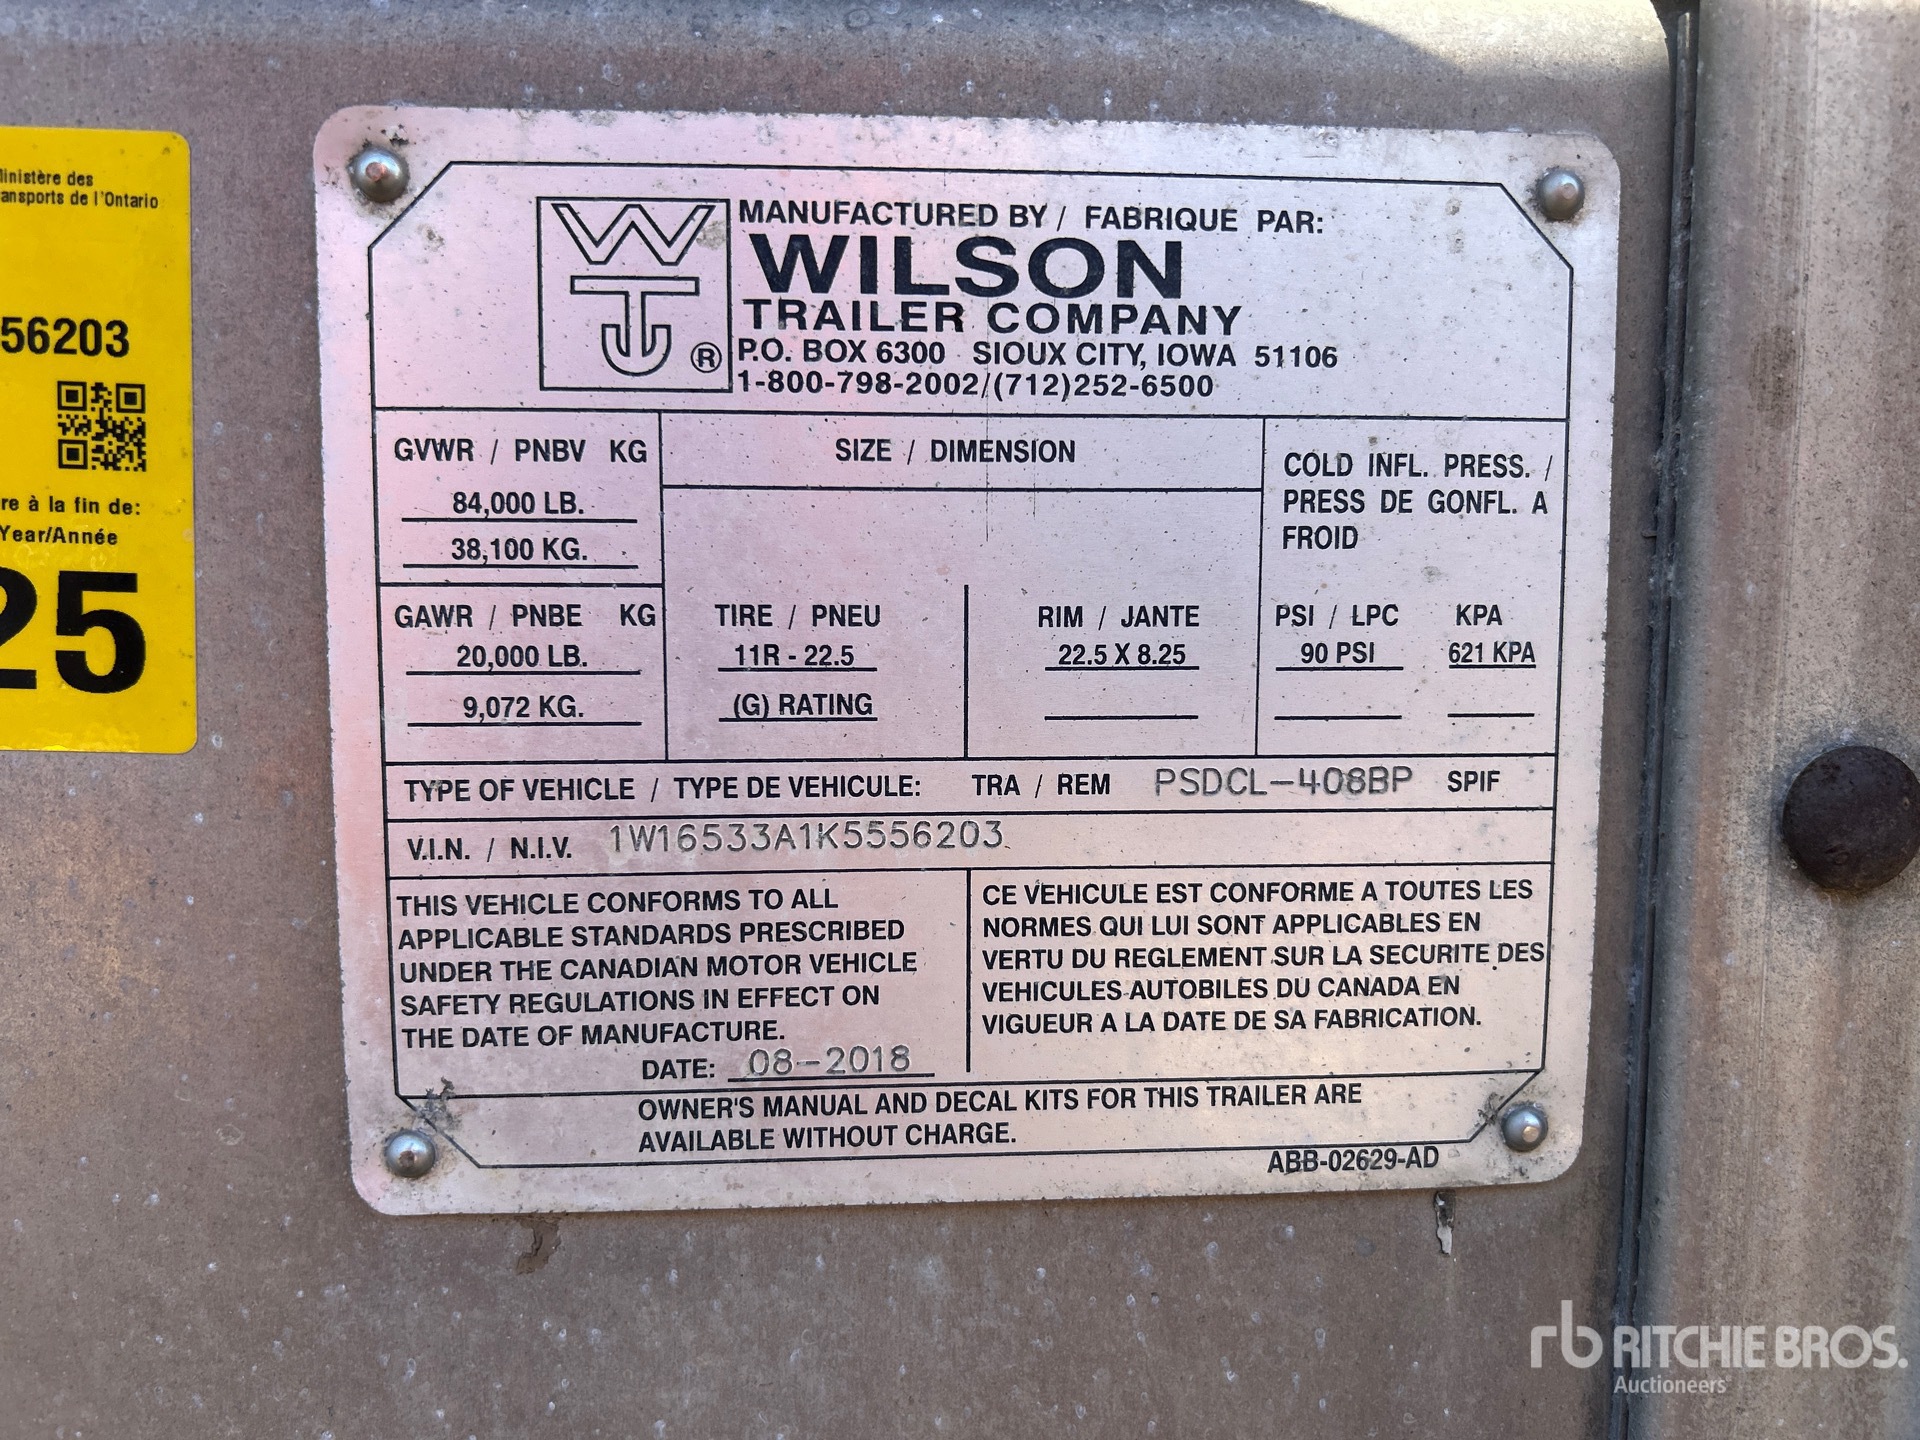 Ministère des
ansports de l'Ontario
56203
re à la fin de:
Year/Année
25
WT
®
MANUFACTURED BY / FABRIQUE PAR:
WILSON
TRAILER COMPANY
P.O. BOX 6300 SIOUX CITY, IOWA 51106
1-800-798-2002/(712)252-6500
GVWR / PNBV KG
84,000 LB.
38,100 KG.
SIZE / DIMENSION
COLD INFL. PRESS. /
PRESS DE GONFL. A
FROID
GAWR / PNBE KG
20,000 LB.
9,072 KG.
TIRE / PNEU
11R - 22.5
(G) RATING
RIM / JANTE
22.5 X 8.25
PSI / LPC KPA
90 PSI 621 KPA
TYPE OF VEHICLE / TYPE DE VEHICULE: TRA / REM PSDCL-408BP SPIF
V.I.N. / N.I.V. 1W16533A1K5556203
THIS VEHICLE CONFORMS TO ALL
APPLICABLE STANDARDS PRESCRIBED
UNDER THE CANADIAN MOTOR VEHICLE
SAFETY REGULATIONS IN EFFECT ON
THE DATE OF MANUFACTURE.
DATE: 08-2018
CE VEHICULE EST CONFORME A TOUTES LES
NORMES QUI LUI SONT APPLICABLES EN
VERTU DU REGLEMENT SUR LA SECURITE DES
VEHICULES AUTOBILES DU CANADA EN
VIGUEUR A LA DATE DE SA FABRICATION.
OWNER'S MANUAL AND DECAL KITS FOR THIS TRAILER ARE
AVAILABLE WITHOUT CHARGE.
ABB-02629-AD
rb RITCHIE BROS.
Auctioneers